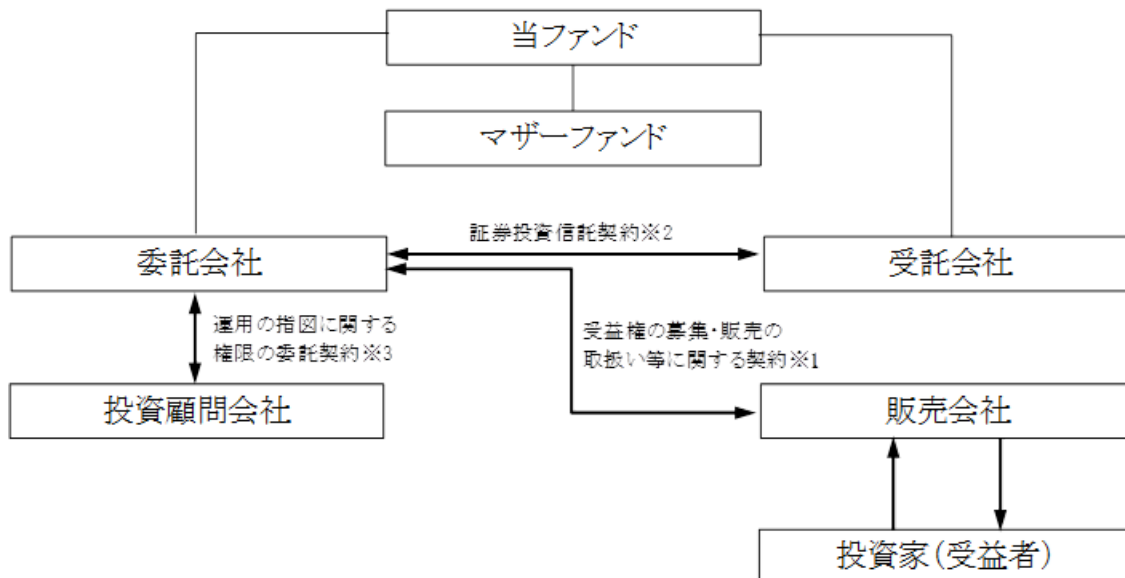 当ファンド
マザーファンド
証券投資信託契約※2
委託会社
受託会社
運用の指図に関する
権限の委託契約※3
受益権の募集・販売の
取扱い等に関する契約※1
投資顧問会社
販売会社
投資家(受益者)